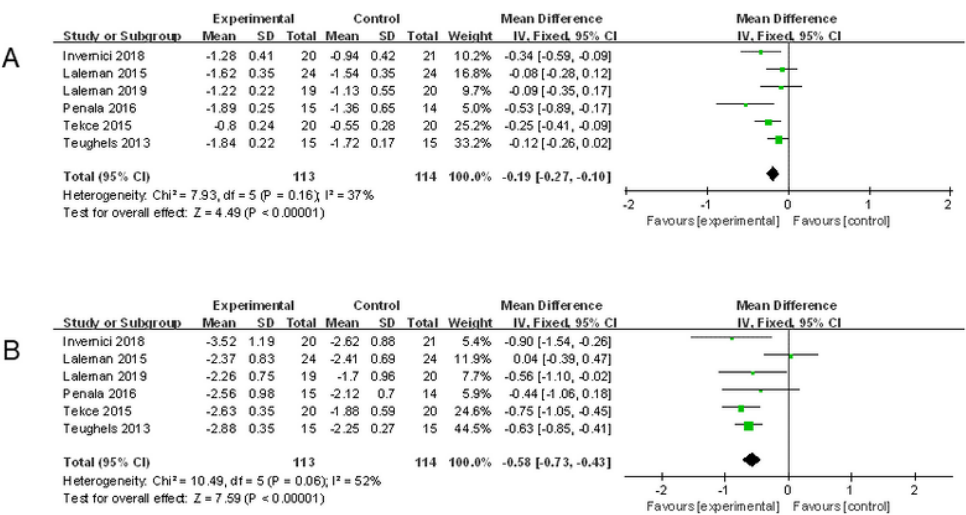 A
Experimental Control Mean Difference Mean Difference
Study or Subgroup Mean SD Total Mean SD Total Weight IV, Fixed, 95% CI IV, Fixed, 95% CI
Invernici 2018 -1.28 0.41 20 -0.94 0.42 21 10.2% -0.34 [-0.59, -0.09]
Laleman 2015 -1.62 0.35 24 -1.54 0.35 24 16.8% -0.08 [-0.28, 0.12]
Laleman 2019 -1.22 0.22 19 -1.13 0.55 20 9.7% -0.09 [-0.35, 0.17]
Penala 2016 -1.89 0.25 15 -1.36 0.65 14 5.0% -0.53 [-0.89, -0.17]
Tekce 2015 -0.8 0.24 20 -0.55 0.28 20 25.2% -0.25 [-0.41, -0.09]
Teughels 2013 -1.84 0.22 15 -1.72 0.17 15 33.2% -0.12 [-0.26, 0.02]
Total (95% CI) 113 114 100.0% -0.19 [-0.27, -0.10]
Heterogeneity: Chi² = 7.93, df = 5 (P = 0.16); I² = 37%
Test for overall effect: Z = 4.49 (P < 0.00001)
-2 -1 0 1 2
Favours [experimental] Favours [control]
B
Experimental Control Mean Difference Mean Difference
Study or Subgroup Mean SD Total Mean SD Total Weight IV, Fixed, 95% CI IV, Fixed, 95% CI
Invernici 2018 -3.52 1.19 20 -2.62 0.88 21 5.4% -0.90 [-1.54, -0.26]
Laleman 2015 -2.37 0.83 24 -2.41 0.69 24 11.9% 0.04 [-0.39, 0.47]
Laleman 2019 -2.26 0.75 19 -1.7 0.96 20 7.7% -0.56 [-1.10, -0.02]
Penala 2016 -2.56 0.98 15 -2.12 0.7 14 5.9% -0.44 [-1.06, 0.18]
Tekce 2015 -2.63 0.35 20 -1.88 0.59 20 24.6% -0.75 [-1.05, -0.45]
Teughels 2013 -2.88 0.35 15 -2.25 0.27 15 44.5% -0.63 [-0.85, -0.41]
Total (95% CI) 113 114 100.0% -0.58 [-0.73, -0.43]
Heterogeneity: Chi² = 10.49, df = 5 (P = 0.06); I² = 52%
Test for overall effect: Z = 7.59 (P < 0.00001)
-2 -1 0 1 2
Favours [experimental] Favours [control]